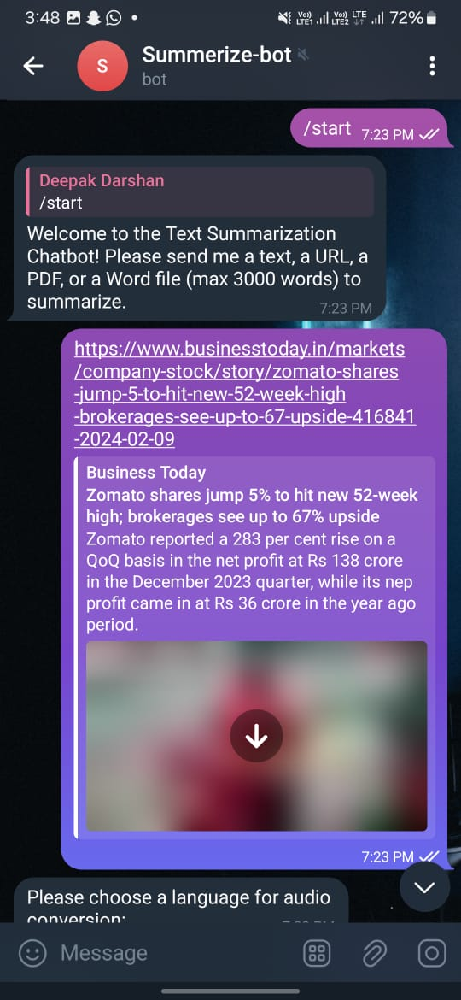 3:48 Vo)) LTE1 Vo)) LTE2 LTE 72%
S
Summerize-bot
bot
/start 7:23 PM
Deepak Darshan
/start
Welcome to the Text Summarization
Chatbot! Please send me a text, a URL, a
PDF, or a Word file (max 3000 words) to
summarize. 7:23 PM
https://www.businesstoday.in/markets
/company-stock/story/zomato-shares
-jump-5-to-hit-new-52-week-high
-brokerages-see-up-to-67-upside-416841
-2024-02-09
Business Today
Zomato shares jump 5% to hit new 52-week
high; brokerages see up to 67% upside
Zomato reported a 283 per cent rise on a
QoQ basis in the net profit at Rs 138 crore
in the December 2023 quarter, while its nep
profit came in at Rs 36 crore in the year ago
period.
7:23 PM
Please choose a language for audio
conversion:
Message